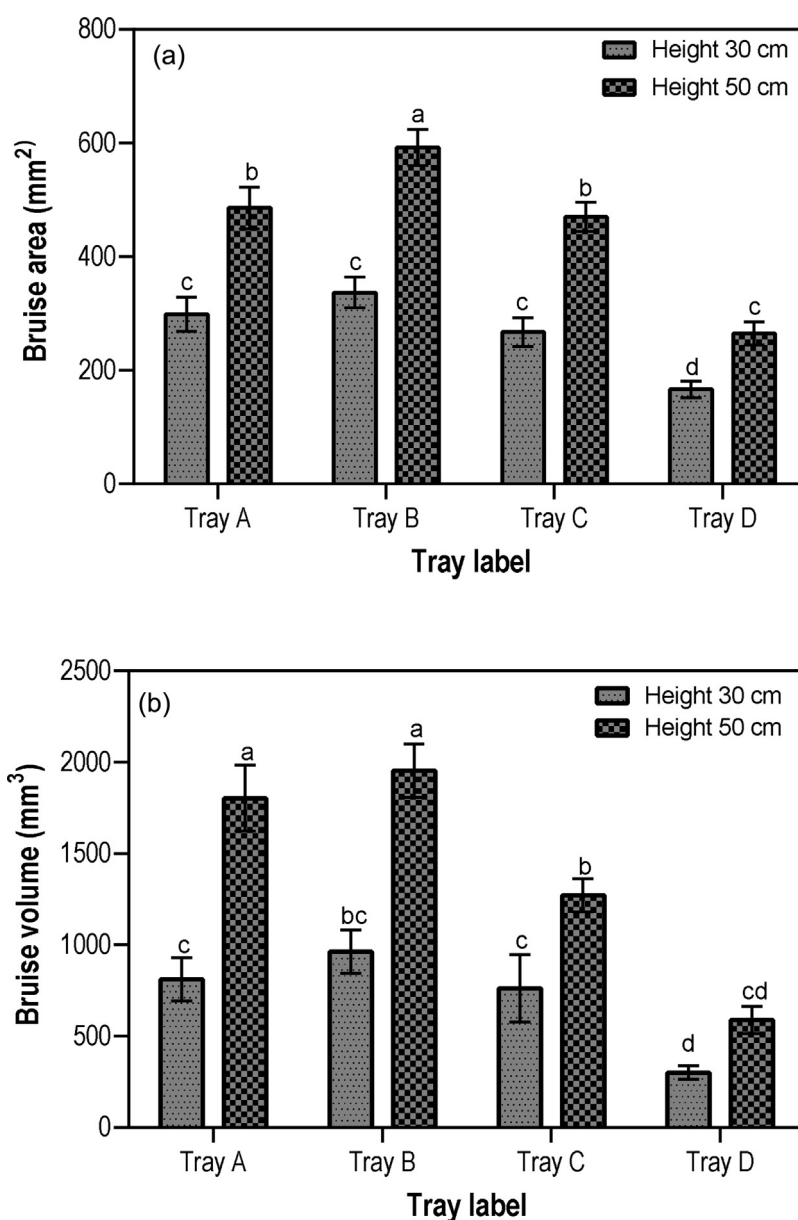 800
(a)
Height 30 cm
Height 50 cm
a
600
b
b
Bruise area (mm²)
400
c
c
c
c
200
d
0
Tray A
Tray B
Tray C
Tray D
Tray label
2500
(b)
Height 30 cm
Height 50 cm
a
a
2000
Bruise volume (mm³)
1500
b
bc
1000
c
c
cd
500
d
0
Tray A
Tray B
Tray C
Tray D
Tray label